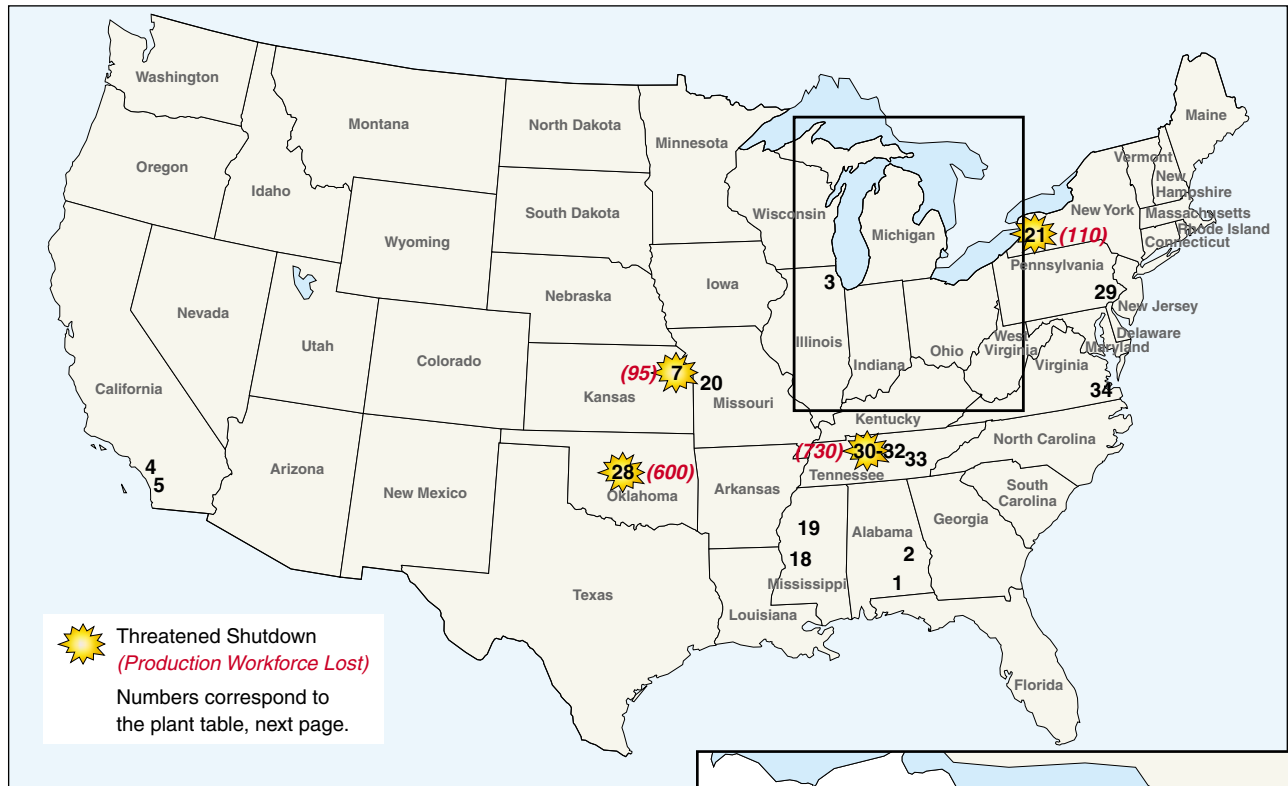 Washington
Montana
North Dakota
Minnesota
Maine
Oregon
Idaho
Vermont
New
Hampshire
South Dakota
Wisconsin
Michigan
New York
Massachusetts
Rhode Island
Connecticut
Wyoming
21 (110)
Pennsylvania
Nebraska
Iowa
3
29
New Jersey
Nevada
Utah
Colorado
Illinois
Indiana
Ohio
West
Virginia
Delaware
Maryland
Virginia
California
(95) 7 20
Kansas
Missouri
34
Kentucky
North Carolina
4
5
Arizona
New Mexico
28 (600)
Oklahoma
Arkansas
(730) 30-32
33
Tennessee
South
Carolina
19
18
Mississippi
Alabama
2
1
Georgia
Texas
Louisiana
Florida
Threatened Shutdown
(Production Workforce Lost)
Numbers correspond to
the plant table, next page.